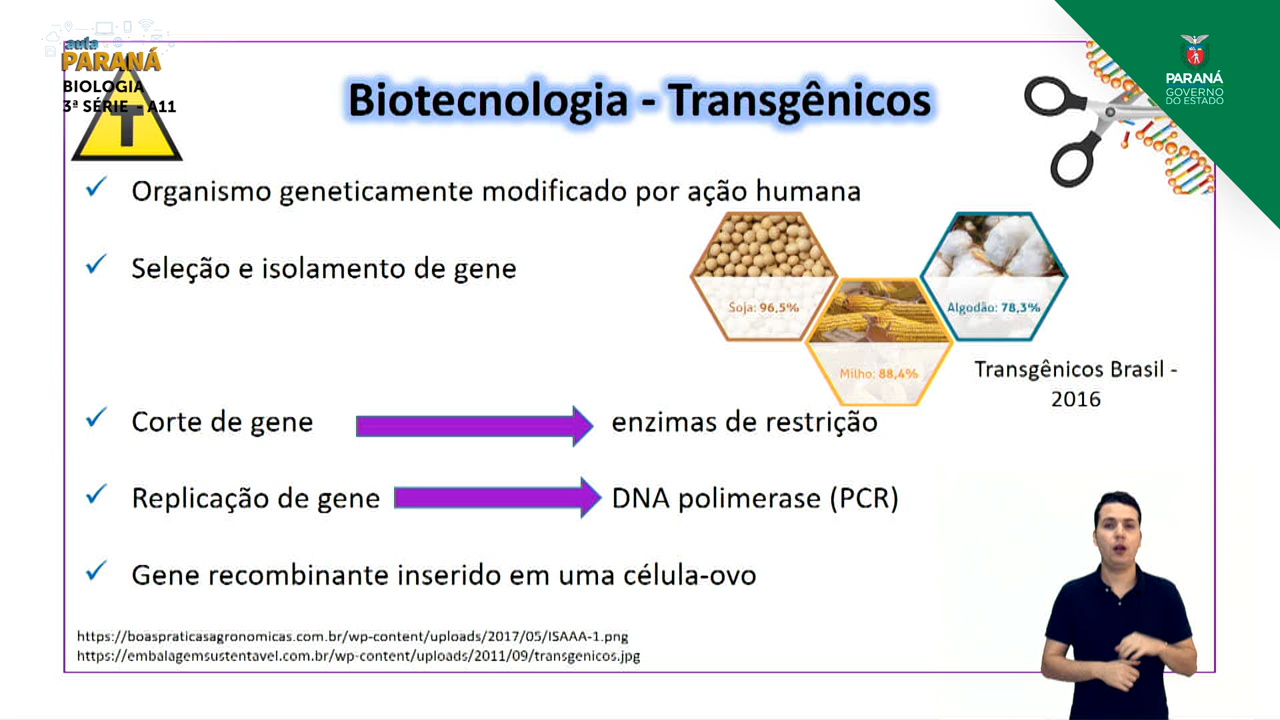 aula
PARANÁ
BIOLOGIA
3ª SÉRIE - A11
T
Biotecnologia - Transgênicos
PARANÁ
GOVERNO
DO ESTADO
✓ Organismo geneticamente modificado por ação humana
✓ Seleção e isolamento de gene
Soja: 96,5%
Algodão: 78,3%
Milho: 88,4%
Transgênicos Brasil -
2016
✓ Corte de gene enzimas de restrição
✓ Replicação de gene DNA polimerase (PCR)
✓ Gene recombinante inserido em uma célula-ovo
https://boaspraticasagronomicas.com.br/wp-content/uploads/2017/05/ISAAA-1.png
https://embalagemsustentavel.com.br/wp-content/uploads/2011/09/transgenicos.jpg